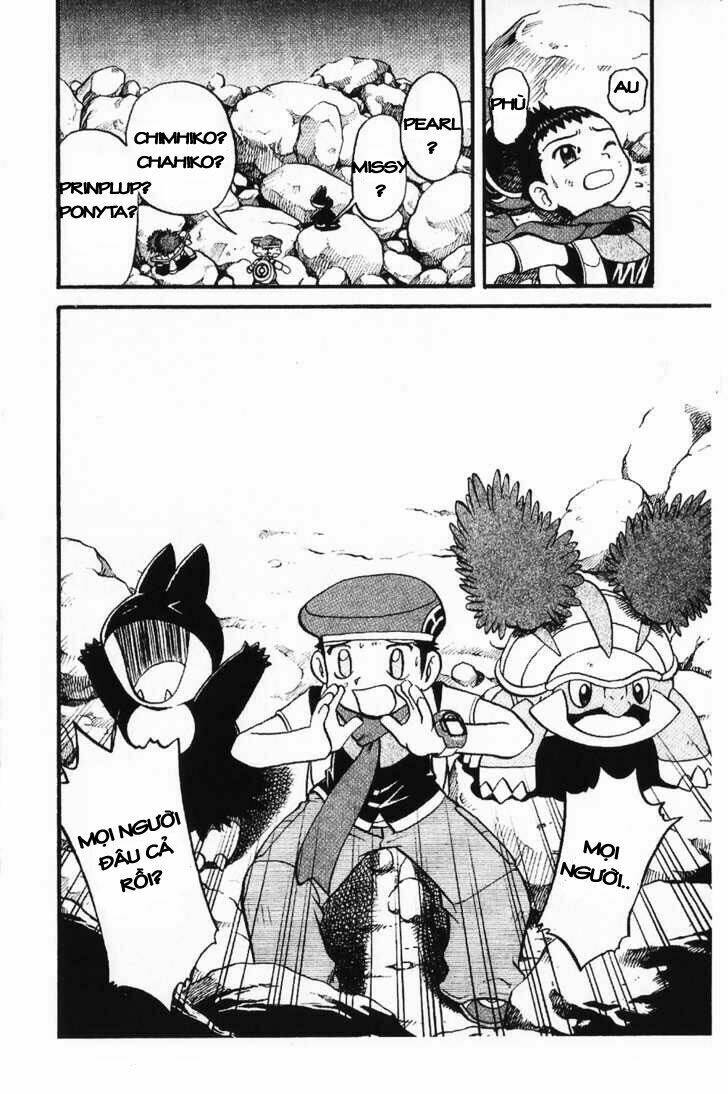 PHÙ..
AU
PEARL
?
MISSY
?
CHIMHIKO?
CHAHIKO?
PRINPLUP?
PONYTA?
MỌI NGƯỜI
ĐÂU CẢ
RỒI?
MỌI
NGƯỜI..